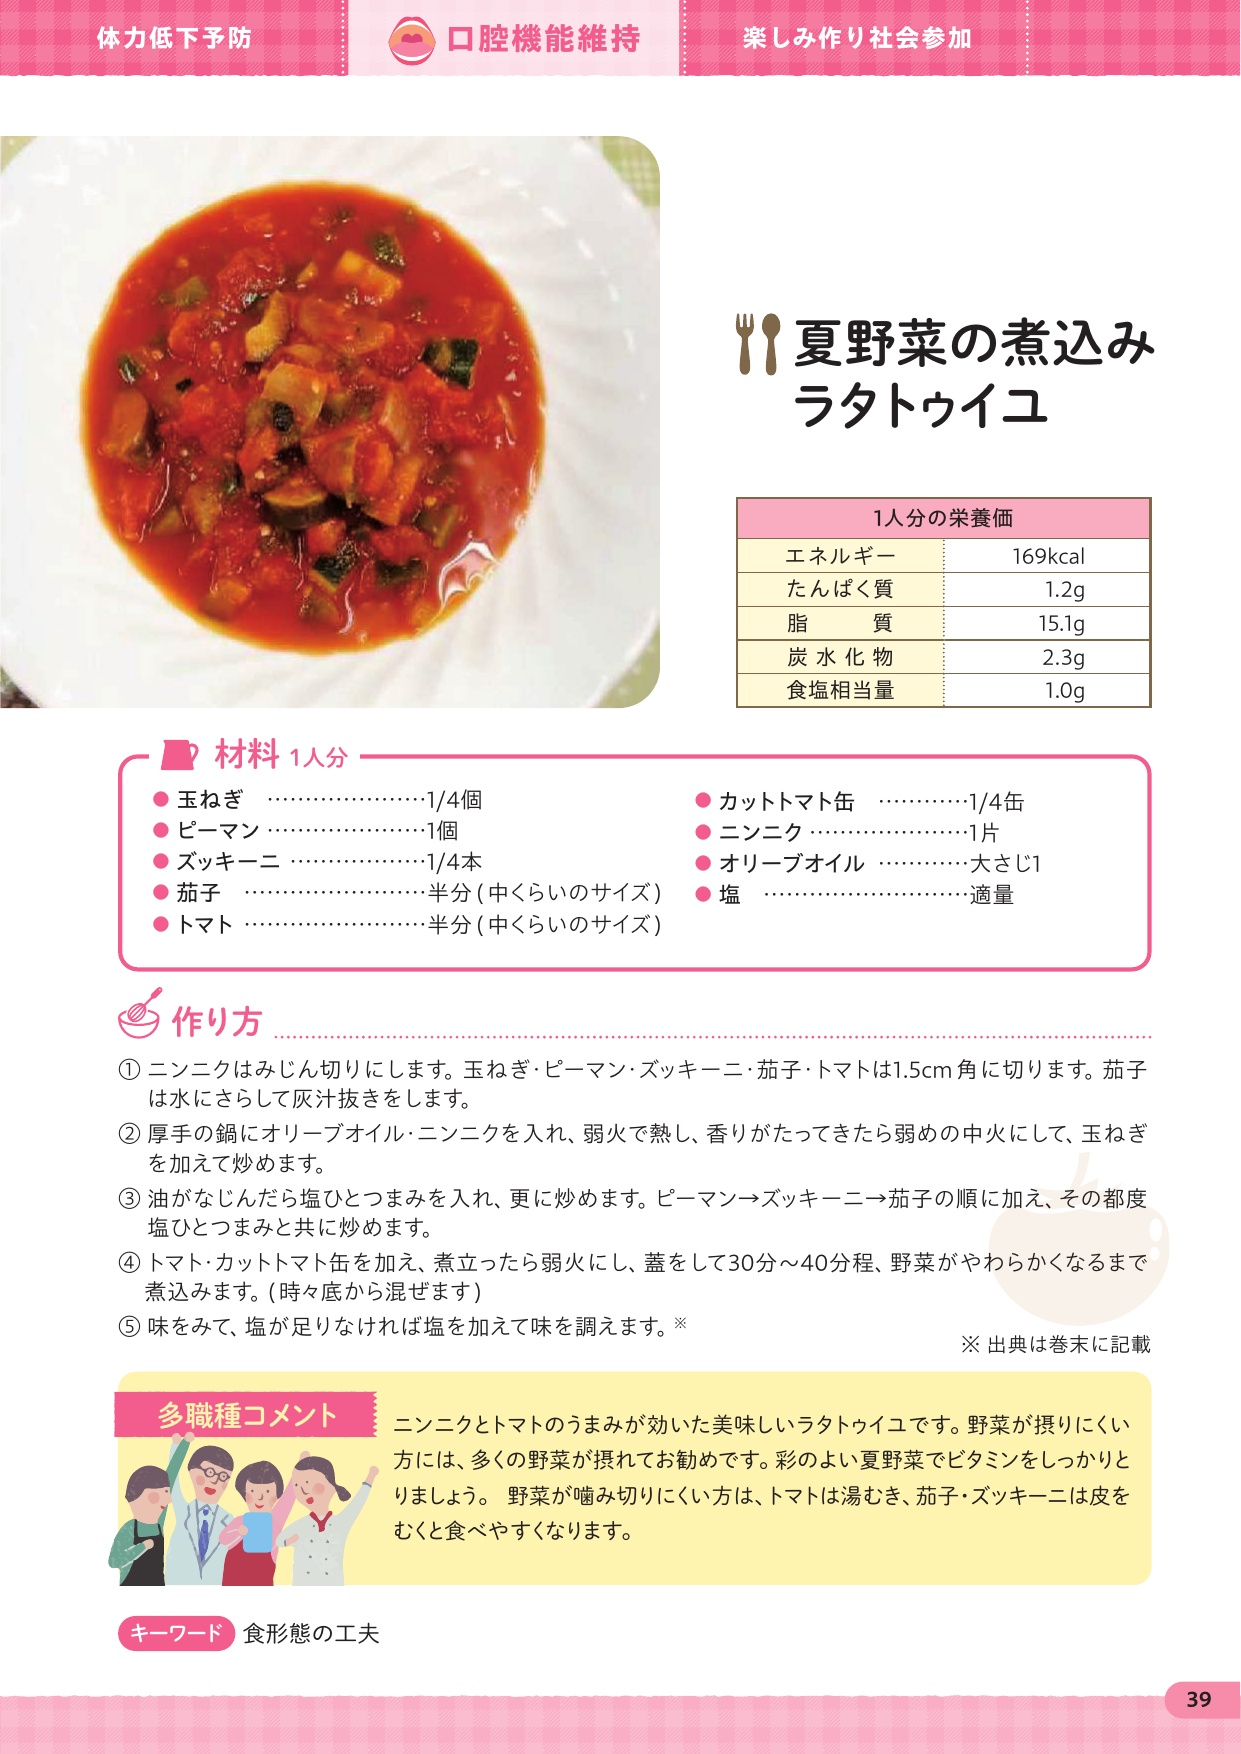 体力低下予防
口腔機能維持
楽しみ作り社会参加
夏野菜の煮込み
ラタトゥイユ
1人分の栄養価
エネルギー 169kcal
たんぱく質 1.2g
脂質 15.1g
炭水化物 2.3g
食塩相当量 1.0g
材料 1人分
● 玉ねぎ …………………1/4個
● ピーマン …………………1個
● ズッキーニ ………………1/4本
● 茄子 ……………………半分(中くらいのサイズ)
● トマト ……………………半分(中くらいのサイズ)
● カットトマト缶 …………1/4缶
● ニンニク …………………1片
● オリーブオイル …………大さじ1
● 塩 ………………………適量
作り方
① ニンニクはみじん切りにします。玉ねぎ・ピーマン・ズッキーニ・茄子・トマトは1.5cm角に切ります。茄子
は水にさらして灰汁抜きをします。
② 厚手の鍋にオリーブオイル・ニンニクを入れ、弱火で熱し、香りがたってきたら弱めの中火にして、玉ねぎ
を加えて炒めます。
③ 油がなじんだら塩ひとつまみを入れ、更に炒めます。ピーマン→ズッキーニ→茄子の順に加え、その都度
塩ひとつまみと共に炒めます。
④ トマト・カットトマト缶を加え、煮立ったら弱火にし、蓋をして30分〜40分程、野菜がやわらかくなるまで
煮込みます。(時々底から混ぜます)
⑤ 味をみて、塩が足りなければ塩を加えて味を調えます。※
※ 出典は巻末に記載
多職種コメント
ニンニクとトマトのうまみが効いた美味しいラタトゥイユです。野菜が摂りにくい
方には、多くの野菜が摂れてお勧めです。彩のよい夏野菜でビタミンをしっかりと
りましょう。 野菜が噛み切りにくい方は、トマトは湯むき、茄子・ズッキーニは皮を
むくと食べやすくなります。
キーワード 食形態の工夫
39